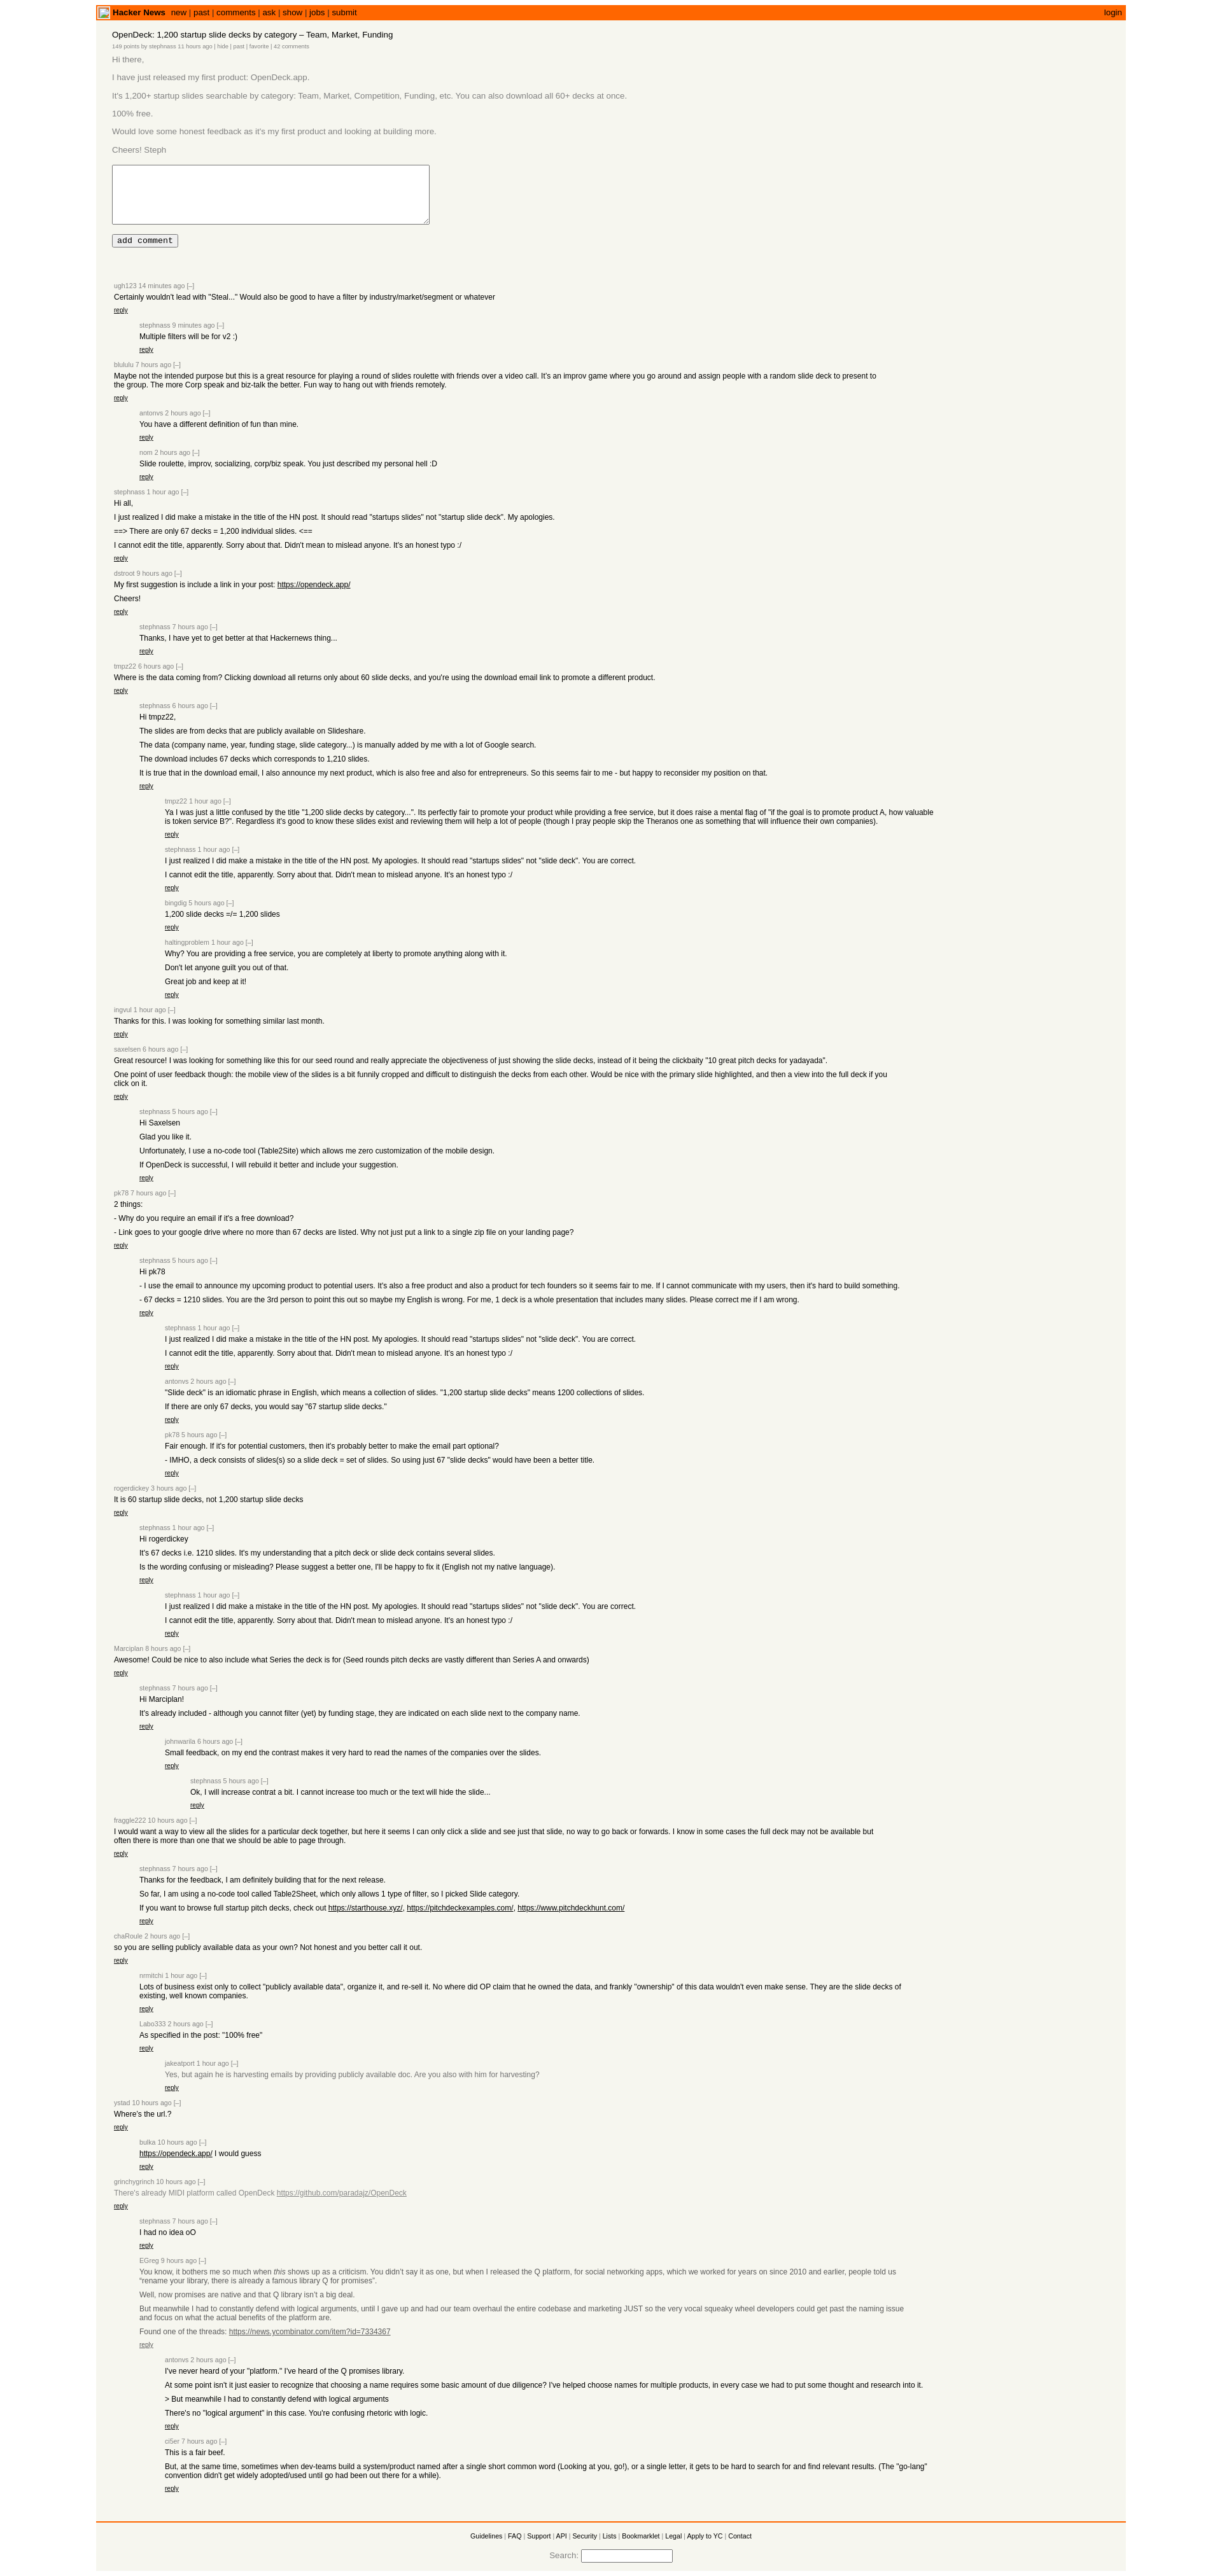 Hacker News new | past | comments | ask | show | jobs | submit
login
OpenDeck: 1,200 startup slide decks by category – Team, Market, Funding
149 points by stephnass 11 hours ago | hide | past | favorite | 42 comments
Hi there,
I have just released my first product: OpenDeck.app.
It's 1,200+ startup slides searchable by category: Team, Market, Competition, Funding, etc. You can also download all 60+ decks at once.
100% free.
Would love some honest feedback as it's my first product and looking at building more.
Cheers! Steph
add comment
ugh123 14 minutes ago [–]
Certainly wouldn't lead with "Steal..." Would also be good to have a filter by industry/market/segment or whatever
reply
stephnass 9 minutes ago [–]
Multiple filters will be for v2 :)
reply
blululu 7 hours ago [–]
Maybe not the intended purpose but this is a great resource for playing a round of slides roulette with friends over a video call. It's an improv game where you go around and assign people with a random slide deck to present to
the group. The more Corp speak and biz-talk the better. Fun way to hang out with friends remotely.
reply
antonvs 2 hours ago [–]
You have a different definition of fun than mine.
reply
nom 2 hours ago [–]
Slide roulette, improv, socializing, corp/biz speak. You just described my personal hell :D
reply
stephnass 1 hour ago [–]
Hi all,
I just realized I did make a mistake in the title of the HN post. It should read "startups slides" not "startup slide deck". My apologies.
==> There are only 67 decks = 1,200 individual slides. <==
I cannot edit the title, apparently. Sorry about that. Didn't mean to mislead anyone. It's an honest typo :/
reply
dstroot 9 hours ago [–]
My first suggestion is include a link in your post: https://opendeck.app/
Cheers!
reply
stephnass 7 hours ago [–]
Thanks, I have yet to get better at that Hackernews thing...
reply
tmpz22 6 hours ago [–]
Where is the data coming from? Clicking download all returns only about 60 slide decks, and you're using the download email link to promote a different product.
reply
stephnass 6 hours ago [–]
Hi tmpz22,
The slides are from decks that are publicly available on Slideshare.
The data (company name, year, funding stage, slide category...) is manually added by me with a lot of Google search.
The download includes 67 decks which corresponds to 1,210 slides.
It is true that in the download email, I also announce my next product, which is also free and also for entrepreneurs. So this seems fair to me - but happy to reconsider my position on that.
reply
tmpz22 1 hour ago [–]
Ya I was just a little confused by the title "1,200 slide decks by category...". Its perfectly fair to promote your product while providing a free service, but it does raise a mental flag of "if the goal is to promote product A, how valuable
is token service B?". Regardless it's good to know these slides exist and reviewing them will help a lot of people (though I pray people skip the Theranos one as something that will influence their own companies).
reply
stephnass 1 hour ago [–]
I just realized I did make a mistake in the title of the HN post. My apologies. It should read "startups slides" not "slide deck". You are correct.
I cannot edit the title, apparently. Sorry about that. Didn't mean to mislead anyone. It's an honest typo :/
reply
bingdig 5 hours ago [–]
1,200 slide decks =/= 1,200 slides
reply
haltingproblem 1 hour ago [–]
Why? You are providing a free service, you are completely at liberty to promote anything along with it.
Don't let anyone guilt you out of that.
Great job and keep at it!
reply
ingvul 1 hour ago [–]
Thanks for this. I was looking for something similar last month.
reply
saxelsen 6 hours ago [–]
Great resource! I was looking for something like this for our seed round and really appreciate the objectiveness of just showing the slide decks, instead of it being the clickbaity "10 great pitch decks for yadayada".
One point of user feedback though: the mobile view of the slides is a bit funnily cropped and difficult to distinguish the decks from each other. Would be nice with the primary slide highlighted, and then a view into the full deck if you
click on it.
reply
stephnass 5 hours ago [–]
Hi Saxelsen
Glad you like it.
Unfortunately, I use a no-code tool (Table2Site) which allows me zero customization of the mobile design.
If OpenDeck is successful, I will rebuild it better and include your suggestion.
reply
pk78 7 hours ago [–]
2 things:
- Why do you require an email if it's a free download?
- Link goes to your google drive where no more than 67 decks are listed. Why not just put a link to a single zip file on your landing page?
reply
stephnass 5 hours ago [–]
Hi pk78
- I use the email to announce my upcoming product to potential users. It's also a free product and also a product for tech founders so it seems fair to me. If I cannot communicate with my users, then it's hard to build something.
- 67 decks = 1210 slides. You are the 3rd person to point this out so maybe my English is wrong. For me, 1 deck is a whole presentation that includes many slides. Please correct me if I am wrong.
reply
stephnass 1 hour ago [–]
I just realized I did make a mistake in the title of the HN post. My apologies. It should read "startups slides" not "slide deck". You are correct.
I cannot edit the title, apparently. Sorry about that. Didn't mean to mislead anyone. It's an honest typo :/
reply
antonvs 2 hours ago [–]
"Slide deck" is an idiomatic phrase in English, which means a collection of slides. "1,200 startup slide decks" means 1200 collections of slides.
If there are only 67 decks, you would say "67 startup slide decks."
reply
pk78 5 hours ago [–]
Fair enough. If it's for potential customers, then it's probably better to make the email part optional?
- IMHO, a deck consists of slides(s) so a slide deck = set of slides. So using just 67 "slide decks" would have been a better title.
reply
rogerdickey 3 hours ago [–]
It is 60 startup slide decks, not 1,200 startup slide decks
reply
stephnass 1 hour ago [–]
Hi rogerdickey
It's 67 decks i.e. 1210 slides. It's my understanding that a pitch deck or slide deck contains several slides.
Is the wording confusing or misleading? Please suggest a better one, I'll be happy to fix it (English not my native language).
reply
stephnass 1 hour ago [–]
I just realized I did make a mistake in the title of the HN post. My apologies. It should read "startups slides" not "slide deck". You are correct.
I cannot edit the title, apparently. Sorry about that. Didn't mean to mislead anyone. It's an honest typo :/
reply
Marciplan 8 hours ago [–]
Awesome! Could be nice to also include what Series the deck is for (Seed rounds pitch decks are vastly different than Series A and onwards)
reply
stephnass 7 hours ago [–]
Hi Marciplan!
It's already included - although you cannot filter (yet) by funding stage, they are indicated on each slide next to the company name.
reply
johnwarila 6 hours ago [–]
Small feedback, on my end the contrast makes it very hard to read the names of the companies over the slides.
reply
stephnass 5 hours ago [–]
Ok, I will increase contrat a bit. I cannot increase too much or the text will hide the slide...
reply
fraggle222 10 hours ago [–]
I would want a way to view all the slides for a particular deck together, but here it seems I can only click a slide and see just that slide, no way to go back or forwards. I know in some cases the full deck may not be available but
often there is more than one that we should be able to page through.
reply
stephnass 7 hours ago [–]
Thanks for the feedback, I am definitely building that for the next release.
So far, I am using a no-code tool called Table2Sheet, which only allows 1 type of filter, so I picked Slide category.
If you want to browse full startup pitch decks, check out https://starthouse.xyz/, https://pitchdeckexamples.com/, https://www.pitchdeckhunt.com/
reply
chaRoule 2 hours ago [–]
so you are selling publicly available data as your own? Not honest and you better call it out.
reply
nrmitchi 1 hour ago [–]
Lots of business exist only to collect "publicly available data", organize it, and re-sell it. No where did OP claim that he owned the data, and frankly "ownership" of this data wouldn't even make sense. They are the slide decks of
existing, well known companies.
reply
Labo333 2 hours ago [–]
As specified in the post: "100% free"
reply
jakeatport 1 hour ago [–]
Yes, but again he is harvesting emails by providing publicly available doc. Are you also with him for harvesting?
reply
ystad 10 hours ago [–]
Where's the url.?
reply
bulka 10 hours ago [–]
https://opendeck.app/ I would guess
reply
grinchygrinch 10 hours ago [–]
There's already MIDI platform called OpenDeck https://github.com/paradajz/OpenDeck
reply
stephnass 7 hours ago [–]
I had no idea oO
reply
EGreg 9 hours ago [–]
You know, it bothers me so much when this shows up as a criticism. You didn't say it as one, but when I released the Q platform, for social networking apps, which we worked for years on since 2010 and earlier, people told us
"rename your library, there is already a famous library Q for promises".
Well, now promises are native and that Q library isn't a big deal.
But meanwhile I had to constantly defend with logical arguments, until I gave up and had our team overhaul the entire codebase and marketing JUST so the very vocal squeaky wheel developers could get past the naming issue
and focus on what the actual benefits of the platform are.
Found one of the threads: https://news.ycombinator.com/item?id=7334367
reply
antonvs 2 hours ago [–]
I've never heard of your "platform." I've heard of the Q promises library.
At some point isn't it just easier to recognize that choosing a name requires some basic amount of due diligence? I've helped choose names for multiple products, in every case we had to put some thought and research into it.
> But meanwhile I had to constantly defend with logical arguments
There's no "logical argument" in this case. You're confusing rhetoric with logic.
reply
cl5er 7 hours ago [–]
This is a fair beef.
But, at the same time, sometimes when dev-teams build a system/product named after a single short common word (Looking at you, go!), or a single letter, it gets to be hard to search for and find relevant results. (The "go-lang"
convention didn't get widely adopted/used until go had been out there for a while).
reply
Guidelines | FAQ | Support | API | Security | Lists | Bookmarklet | Legal | Apply to YC | Contact
Search: